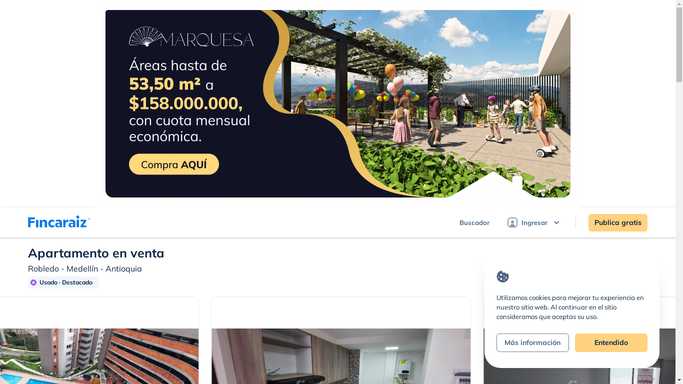 MARQUESA
Áreas hasta de
53,50 m² a
$158.000.000,
con cuota mensual
económica.
Compra AQUÍ
Fincaraiz
Buscador
Ingresar
Publica gratis
Apartamento en venta
Robledo - Medellín - Antioquia
Usado · Destacado
Utilizamos cookies para mejorar tu experiencia en
nuestro sitio web. Al continuar en el sitio
consideramos que aceptas su uso.
Más información
Entendido